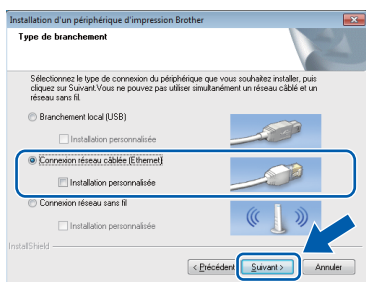 Installation d'un périphérique d'impression Brother
Type de branchement
Sélectionnez le type de connexion du périphérique que vous souhaitez installer, puis
cliquez sur Suivant.Vous ne pouvez pas utiliser simultanément un réseau câblé et un
réseau sans fil.
Branchement local (USB)
Installation personnalisée
Connexion réseau câblée (Ethernet)
Installation personnalisée
Connexion réseau sans fil
Installation personnalisée
InstallShield
< Précédent Suivant > Annuler